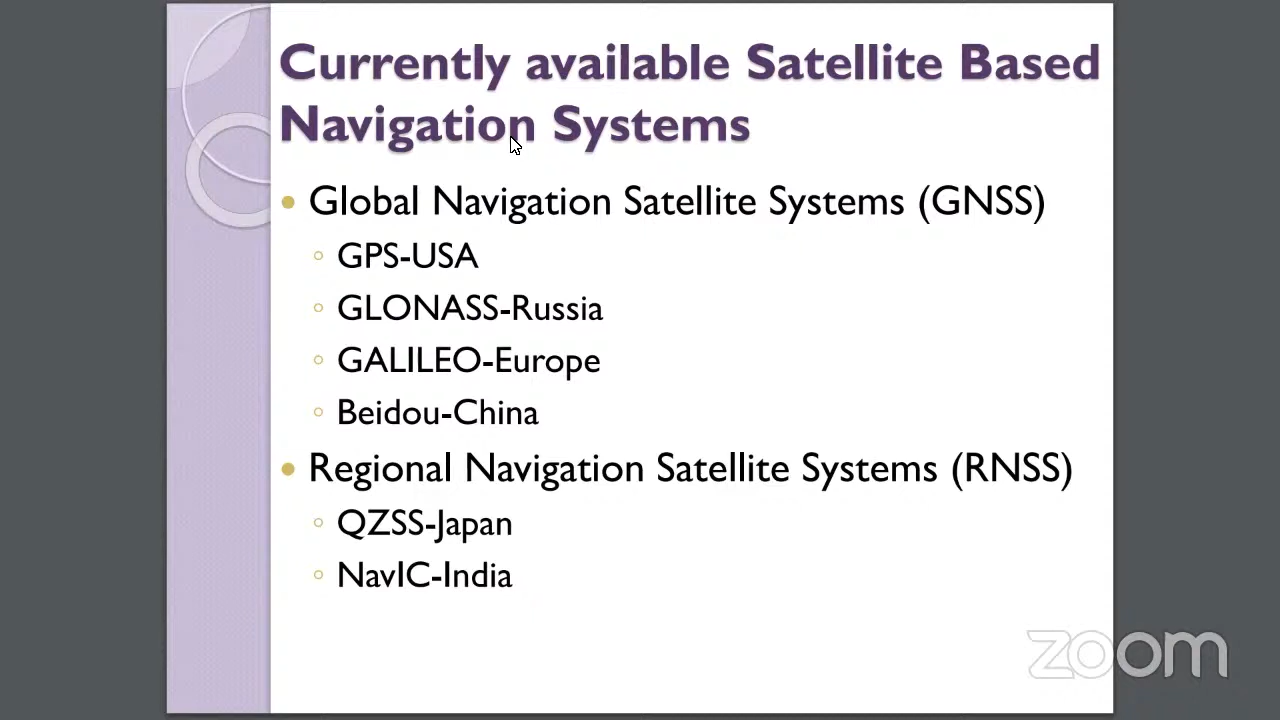 Currently available Satellite Based
Navigation Systems
Global Navigation Satellite Systems (GNSS)
GPS-USA
GLONASS-Russia
GALILEO-Europe
Beidou-China
Regional Navigation Satellite Systems (RNSS)
QZSS-Japan
NavIC-India
zoom